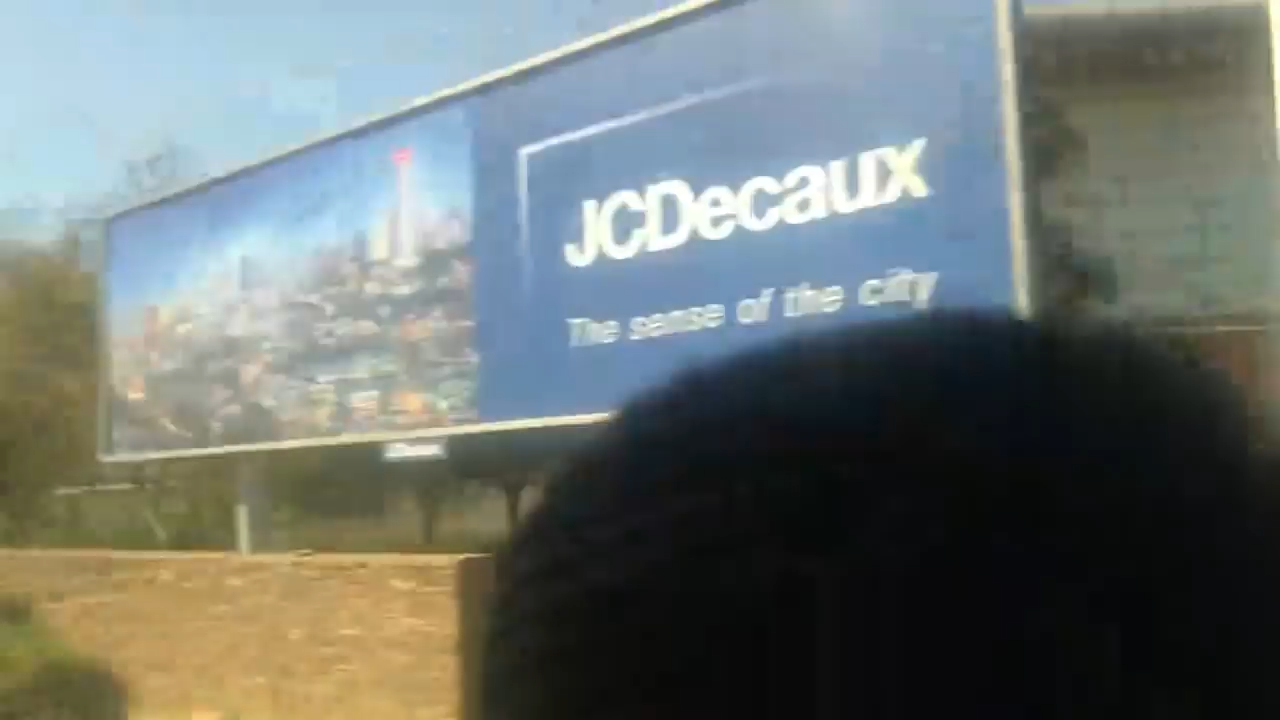 JCDecaux
The sense of the city